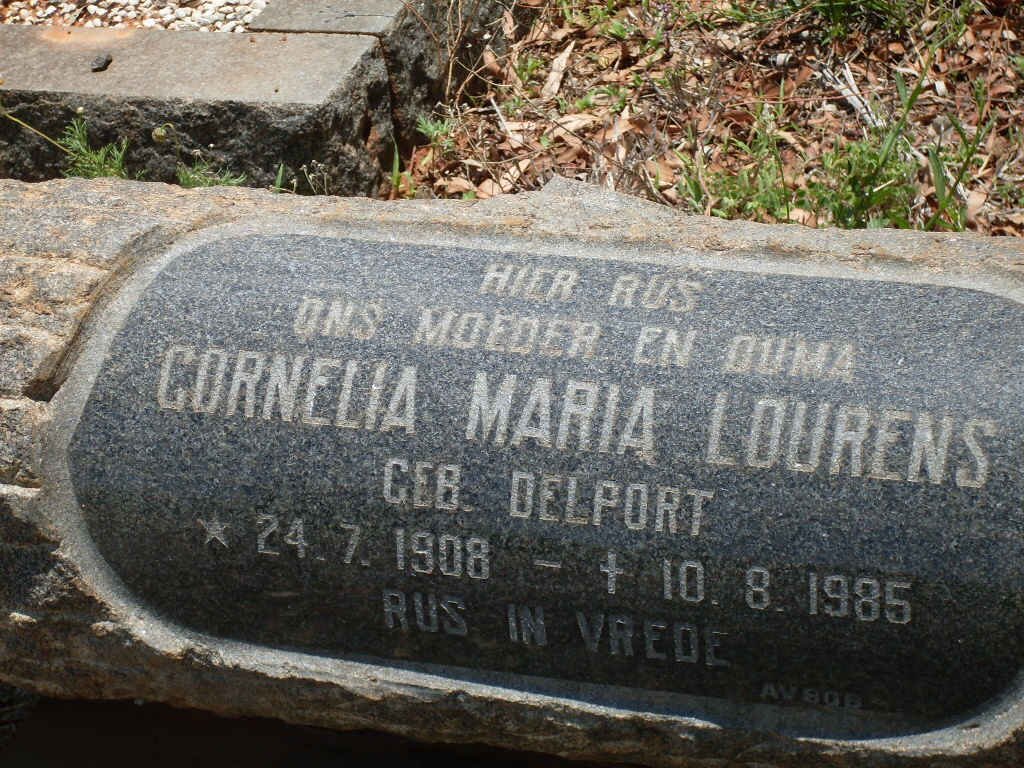 HIER RUS
ONS MOEDER EN OUMA
CORNELIA MARIA LOURENS
GEB. DELPORT
★ 24.7.1908 - † 10.8.1985
RUS IN VREDE